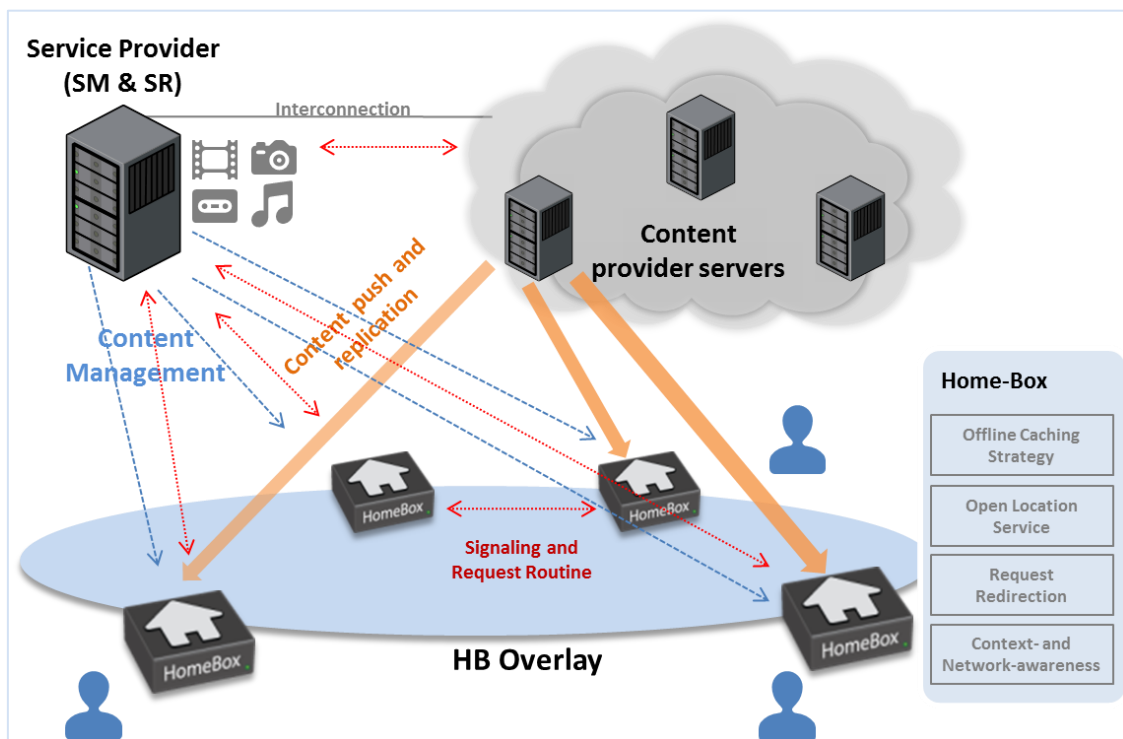 Service Provider
(SM & SR)
Interconnection
Content
provider servers
Content push and
replication
Content
Management
HomeBox
HomeBox
Signaling and
Request Routine
HomeBox
HomeBox
HB Overlay
Home-Box
Offline Caching
Strategy
Open Location
Service
Request
Redirection
Context- and
Network-awareness